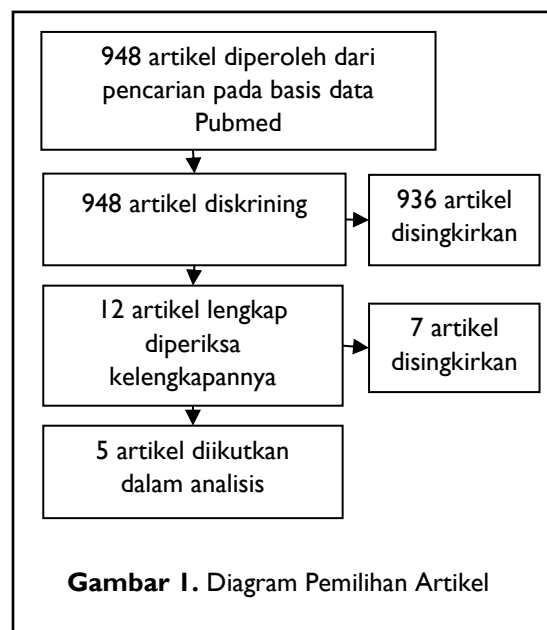 948 artikel diperoleh dari
pencarian pada basis data
Pubmed
948 artikel diskrining
936 artikel
disingkirkan
12 artikel lengkap
diperiksa
kelengkapannya
7 artikel
disingkirkan
5 artikel diikutkan
dalam analisis
Gambar 1. Diagram Pemilihan Artikel